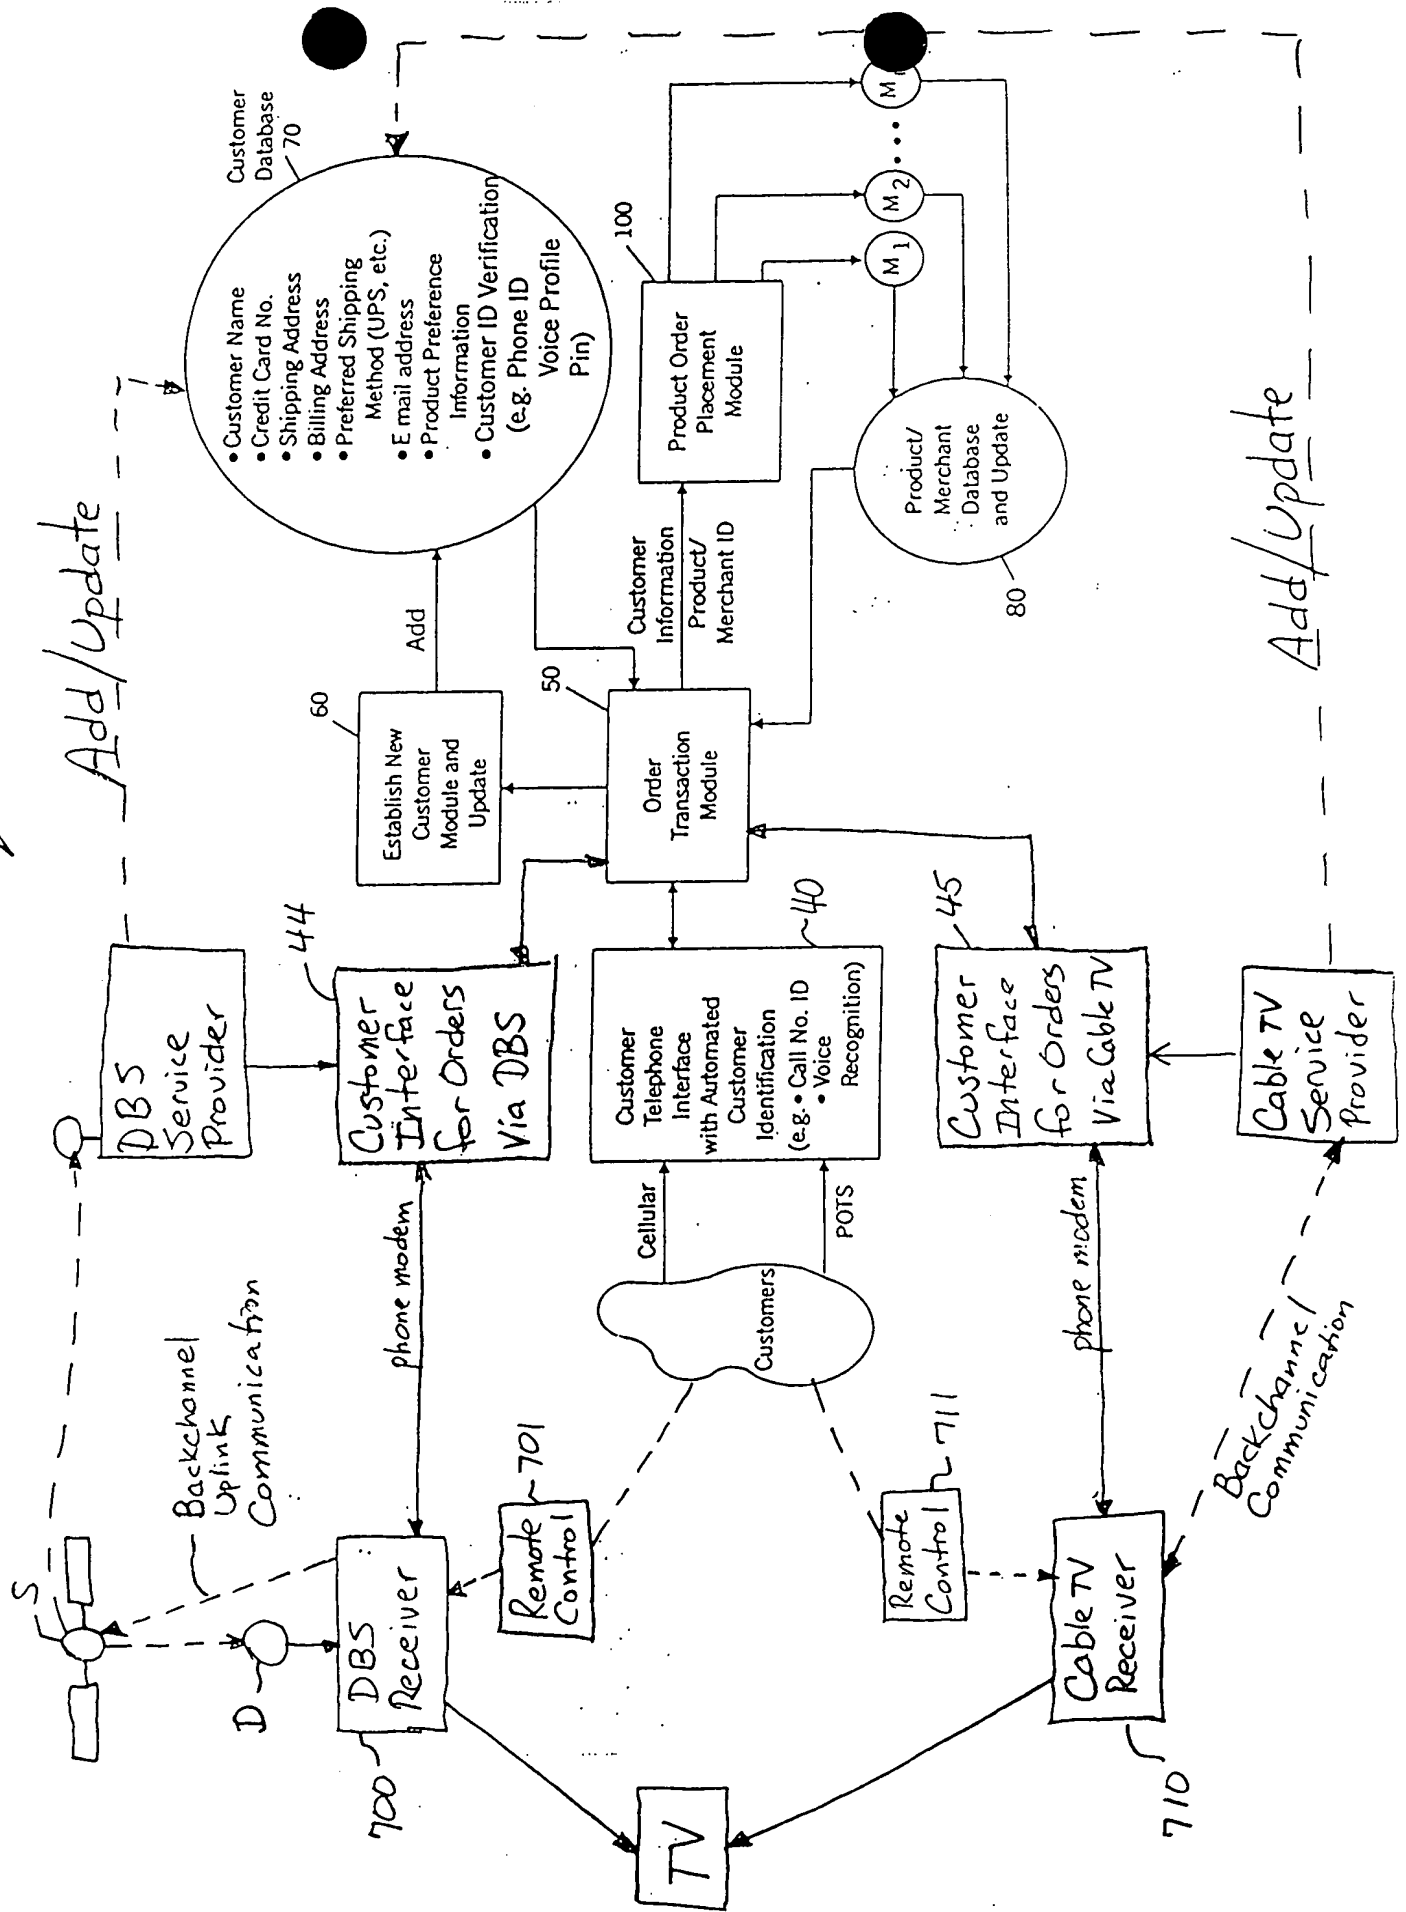 S
Backchannel
Uplink
Communication
D
DBS
Receiver
700
phone modem
Remote
Control
701
TV
Remote
Control
711
Cable TV
Receiver
710
phone modem
Backchannel
Communication
Customers
Cellular
POTS
DBS
Service
Provider
Customer
Interface
for Orders
Via DBS
44
Customer
Telephone
Interface
with Automated
Customer
Identification
(e.g. • Call No. ID
• Voice
Recognition)
40
Customer
Interface
for Orders
Via Cable TV
45
Cable TV
Service
Provider
Add/Update
Establish New
Customer
Module and
Update
60
Add
Order
Transaction
Module
50
Customer
Information
Product/
Merchant ID
Customer
Database
70
• Customer Name
• Credit Card No.
• Shipping Address
• Billing Address
• Preferred Shipping
Method (UPS, etc.)
• E mail address
• Product Preference
Information
• Customer ID Verification
(e.g. Phone ID
Voice Profile
Pin)
Product Order
Placement
Module
100
M1
M2
• • • •
M
Product/
Merchant
Database
and Update
80
Add/Update